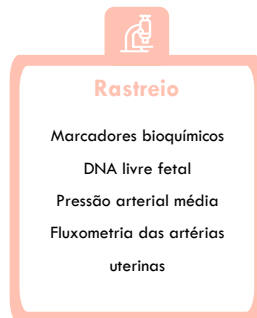 Rastreio
Marcadores bioquímicos
DNA livre fetal
Pressão arterial média
Fluxometria das artérias
uterinas